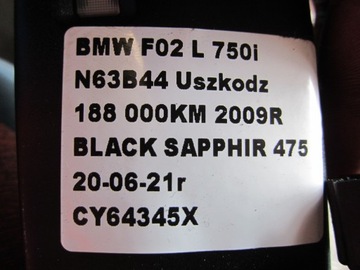 BMW F02 L 750i
N63B44 Uszkodz
188 000KM 2009R
BLACK SAPPHIR 475
20-06-21r
CY64345X